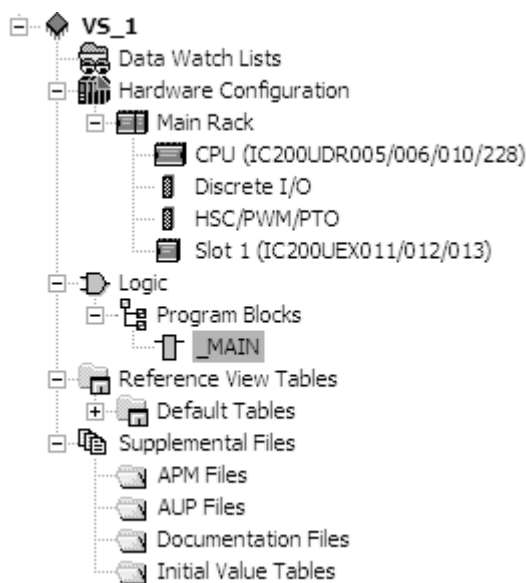 VS_1
Data Watch Lists
Hardware Configuration
Main Rack
CPU (IC200UDR005/006/010/228)
Discrete I/O
HSC/PWM/PTO
Slot 1 (IC200UEX011/012/013)
Logic
Program Blocks
_MAIN
Reference View Tables
Default Tables
Supplemental Files
APM Files
AUP Files
Documentation Files
Initial Value Tables